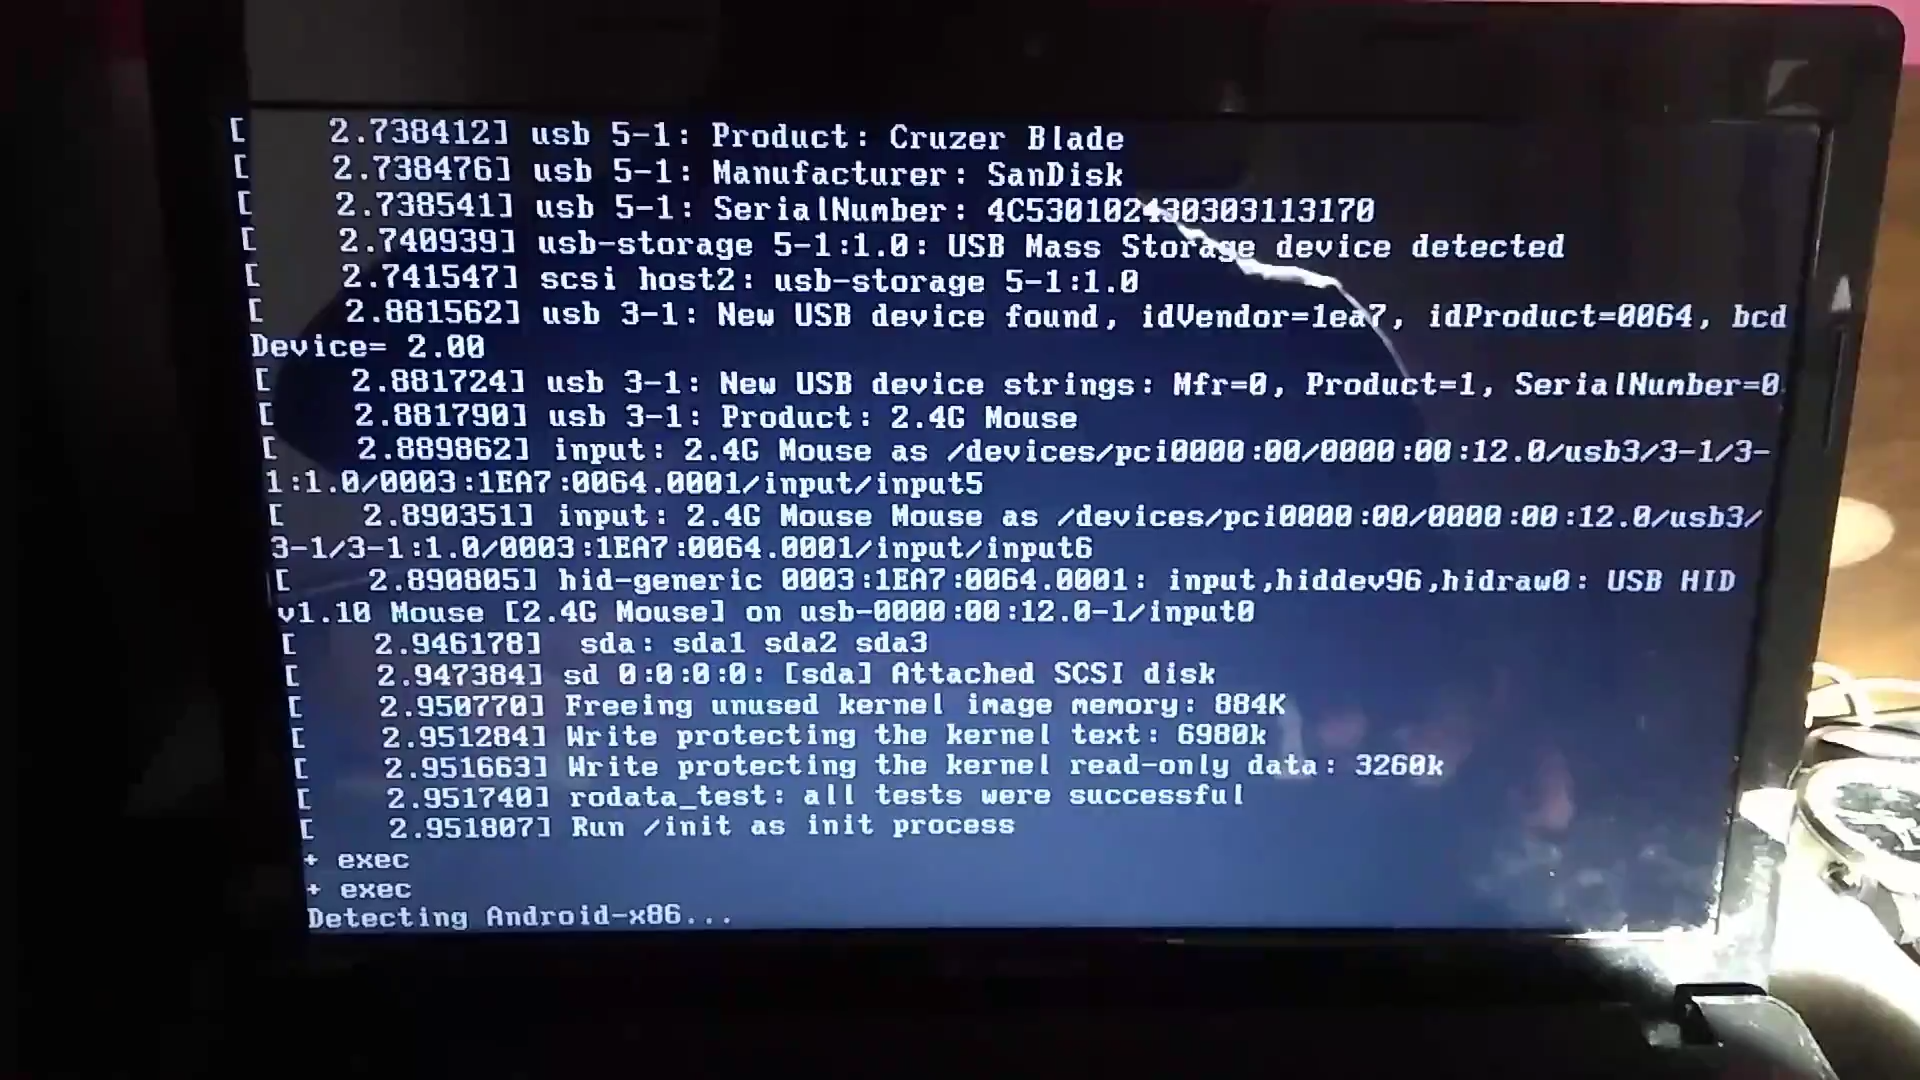 [    2.738412] usb 5-1: Product: Cruzer Blade
[    2.738476] usb 5-1: Manufacturer: SanDisk
[    2.738541] usb 5-1: SerialNumber: 4C530102430303113170
[    2.740939] usb-storage 5-1:1.0: USB Mass Storage device detected
[    2.741547] scsi host2: usb-storage 5-1:1.0
[    2.881562] usb 3-1: New USB device found, idVendor=1ea7, idProduct=0064, bcd
Device= 2.00
[    2.881724] usb 3-1: New USB device strings: Mfr=0, Product=1, SerialNumber=0
[    2.881790] usb 3-1: Product: 2.4G Mouse
[    2.889862] input: 2.4G Mouse as /devices/pci0000:00/0000:00:12.0/usb3/3-1/3-
1:1.0/0003:1EA7:0064.0001/input/input5
[    2.890351] input: 2.4G Mouse Mouse as /devices/pci0000:00/0000:00:12.0/usb3/
3-1/3-1:1.0/0003:1EA7:0064.0001/input/input6
[    2.890805] hid-generic 0003:1EA7:0064.0001: input,hiddev96,hidraw0: USB HID
v1.10 Mouse [2.4G Mouse] on usb-0000:00:12.0-1/input0
[    2.946178]  sda: sda1 sda2 sda3
[    2.947384] sd 0:0:0:0: [sda] Attached SCSI disk
[    2.950770] Freeing unused kernel image memory: 884K
[    2.951284] Write protecting the kernel text: 6980k
[    2.951663] Write protecting the kernel read-only data: 3260k
[    2.951740] rodata_test: all tests were successful
[    2.951807] Run /init as init process
+ exec
+ exec
Detecting Android-x86...